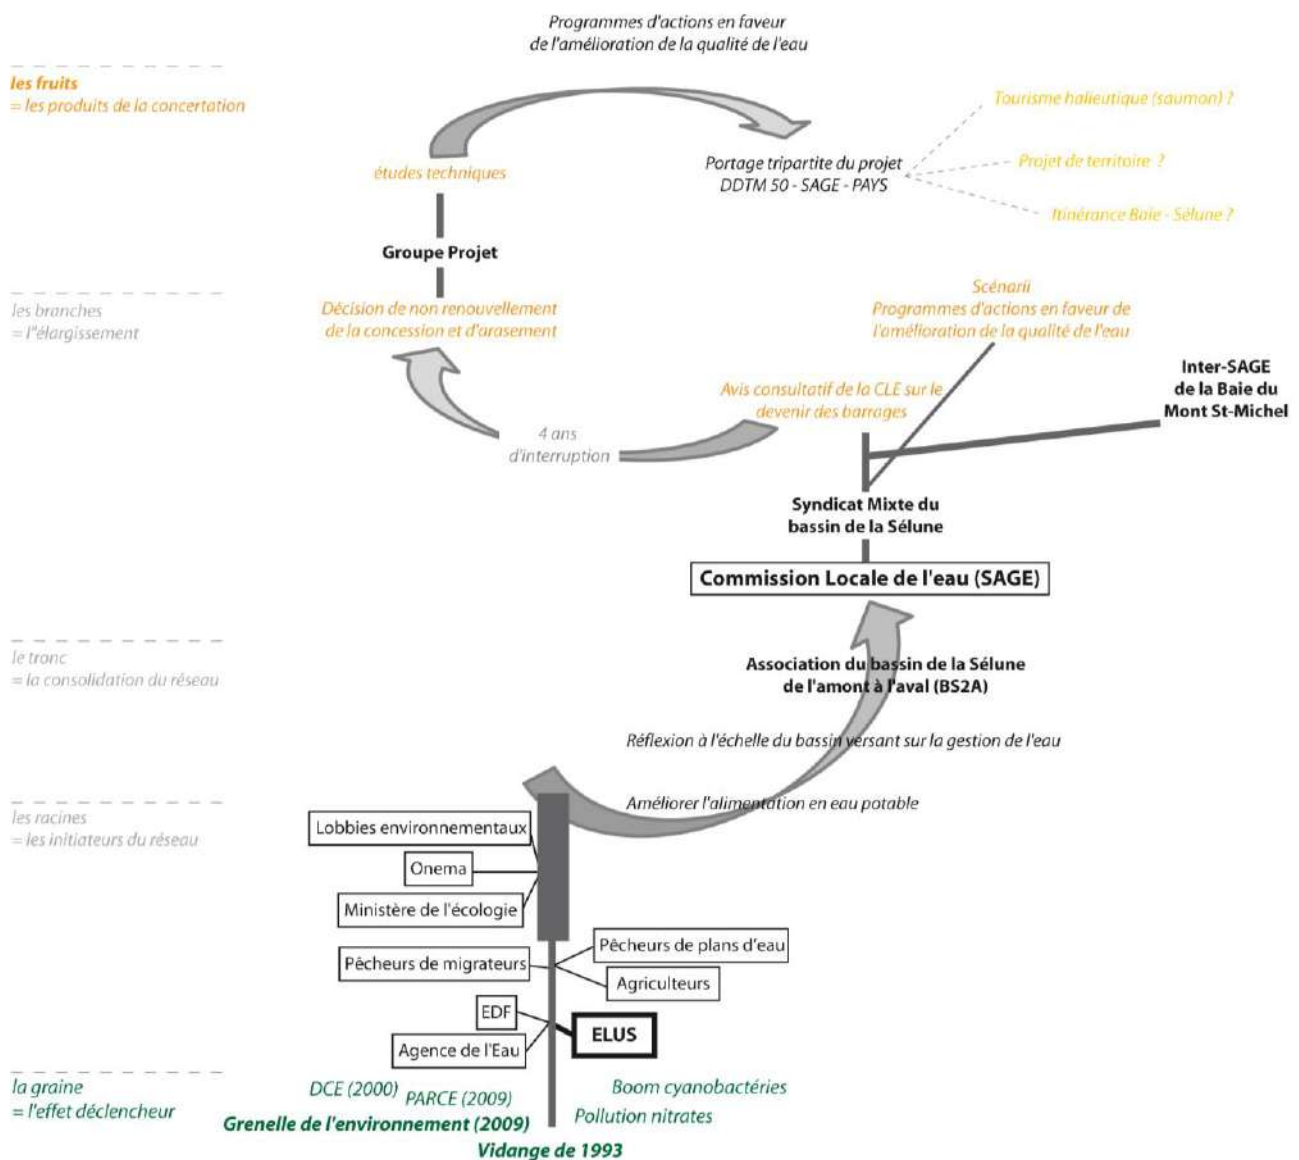 Programmes d'actions en faveur
de l'amélioration de la qualité de l'eau
les fruits
= les produits de la concertation
Tourisme halieutique (saumon) ?
études techniques
Portage tripartite du projet
DDTM 50 - SAGE - PAYS
Projet de territoire ?
Itinérance Baie - Sélune ?
Groupe Projet
les branches
= l''élargissement
Décision de non renouvellement
de la concession et d'arasement
Scénarii
Programmes d'actions en faveur de
l'amélioration de la qualité de l'eau
Inter-SAGE
de la Baie du
Mont St-Michel
Avis consultatif de la CLE sur le
devenir des barrages
4 ans
d'interruption
Syndicat Mixte du
bassin de la Sélune
Commission Locale de l'eau (SAGE)
le tronc
= la consolidation du réseau
Association du bassin de la Sélune
de l'amont à l'aval (BS2A)
Réflexion à l'échelle du bassin versant sur la gestion de l'eau
Améliorer l'alimentation en eau potable
les racines
= les initiateurs du réseau
Lobbies environnementaux
Onema
Ministère de l'écologie
Pêcheurs de plans d'eau
Pêcheurs de migrateurs
Agriculteurs
EDF
ELUS
Agence de l'Eau
la graine
= l'effet déclencheur
DCE (2000)
PARCE (2009)
Boom cyanobactéries
Grenelle de l'environnement (2009)
Pollution nitrates
Vidange de 1993